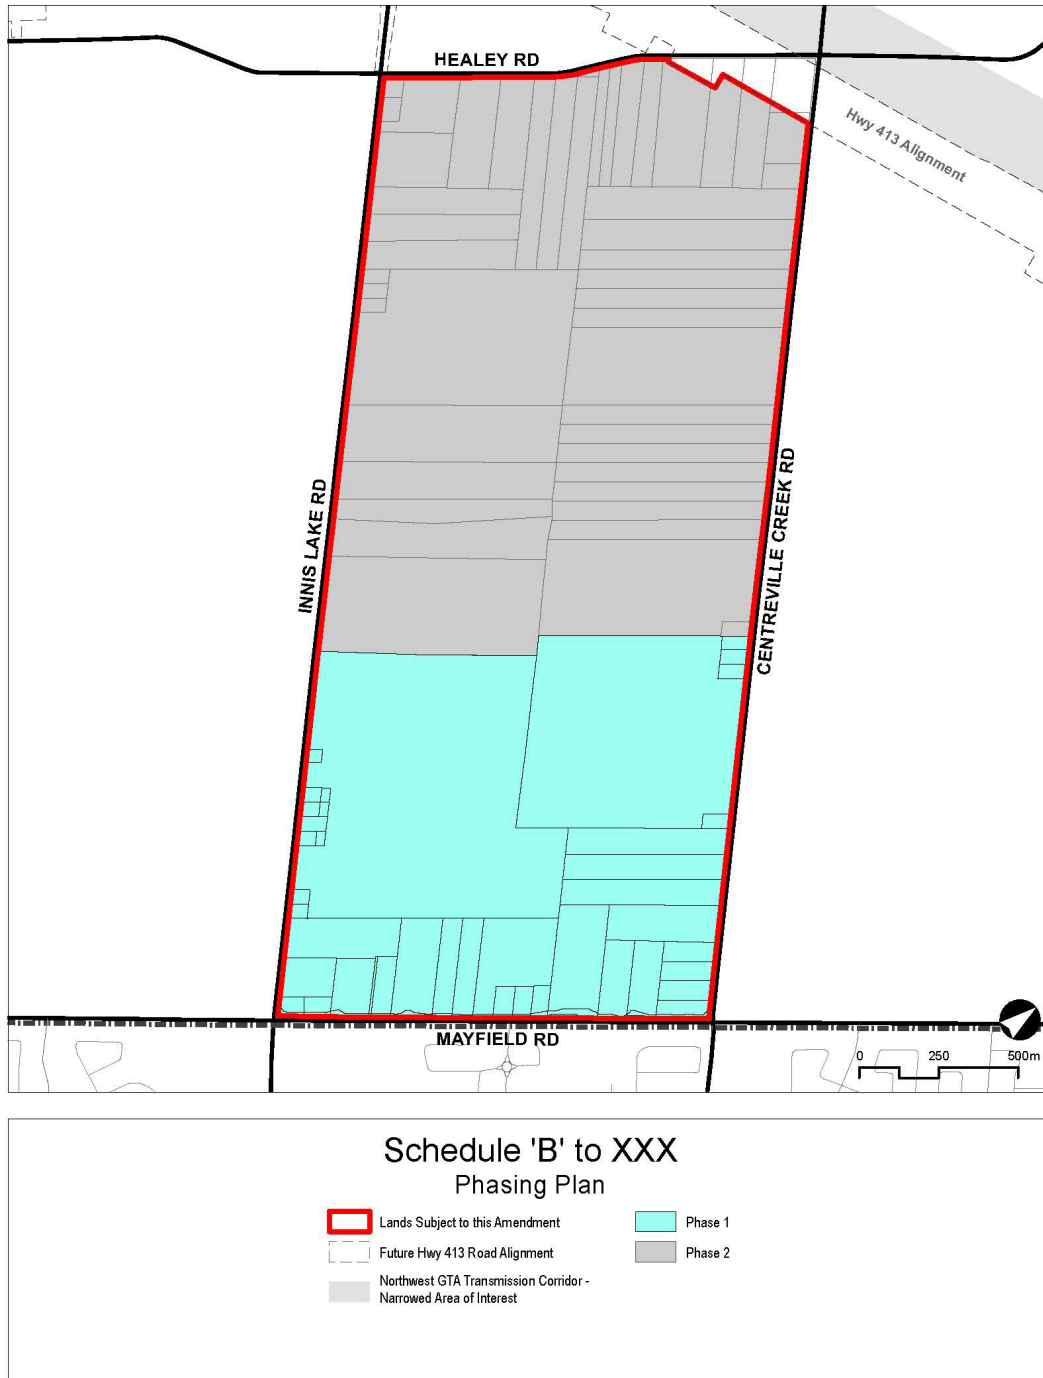 HEALEY RD
Hwy 413 Alignment
INNIS LAKE RD
CENTREVILLE CREEK RD
MAYFIELD RD
0 250 500m
Schedule 'B' to XXX
Phasing Plan
Lands Subject to this Amendment
Future Hwy 413 Road Alignment
Northwest GTA Transmission Corridor -
Narrowed Area of Interest
Phase 1
Phase 2